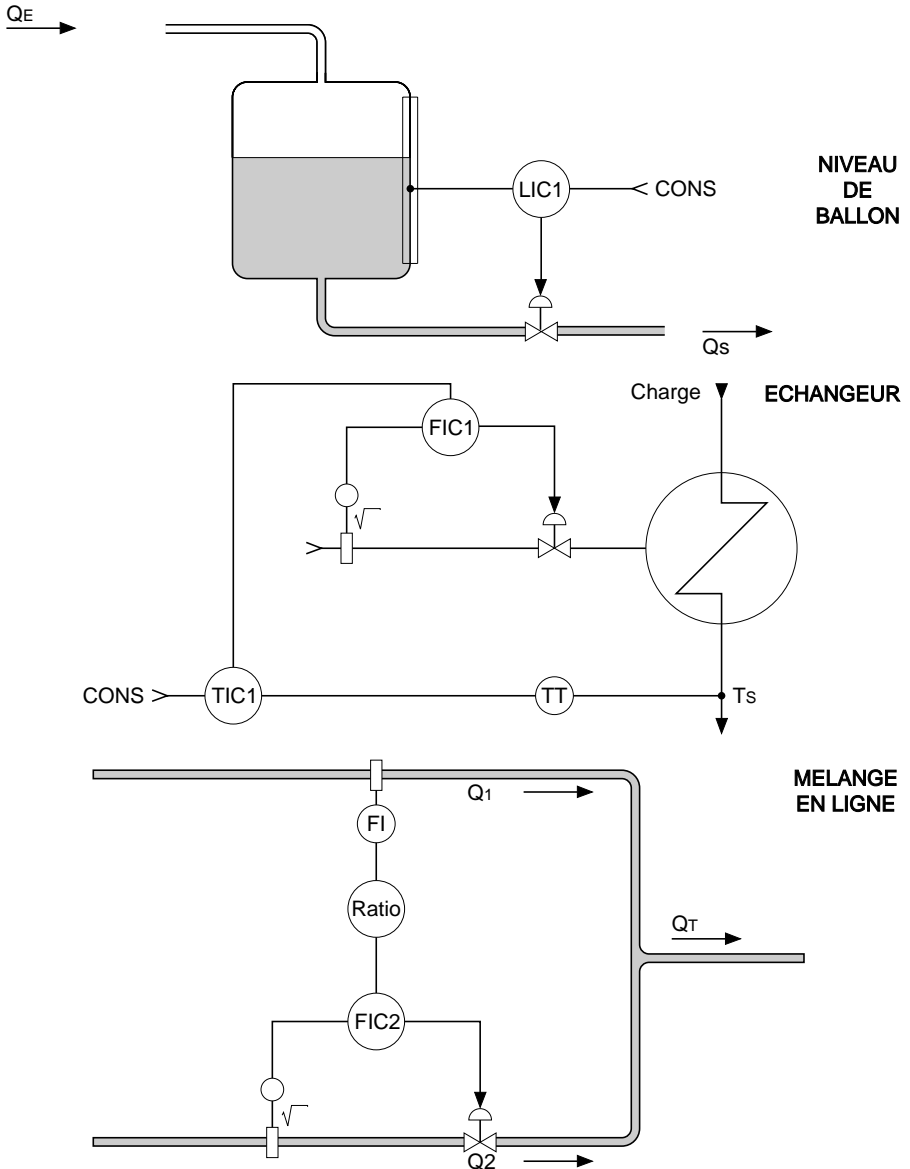 QE
NIVEAU
DE
BALLON
LIC1
CONS
QS
Charge
ECHANGEUR
FIC1
√
CONS
TIC1
TT
TS
MELANGE
EN LIGNE
Q1
FI
Ratio
QT
FIC2
√
Q2